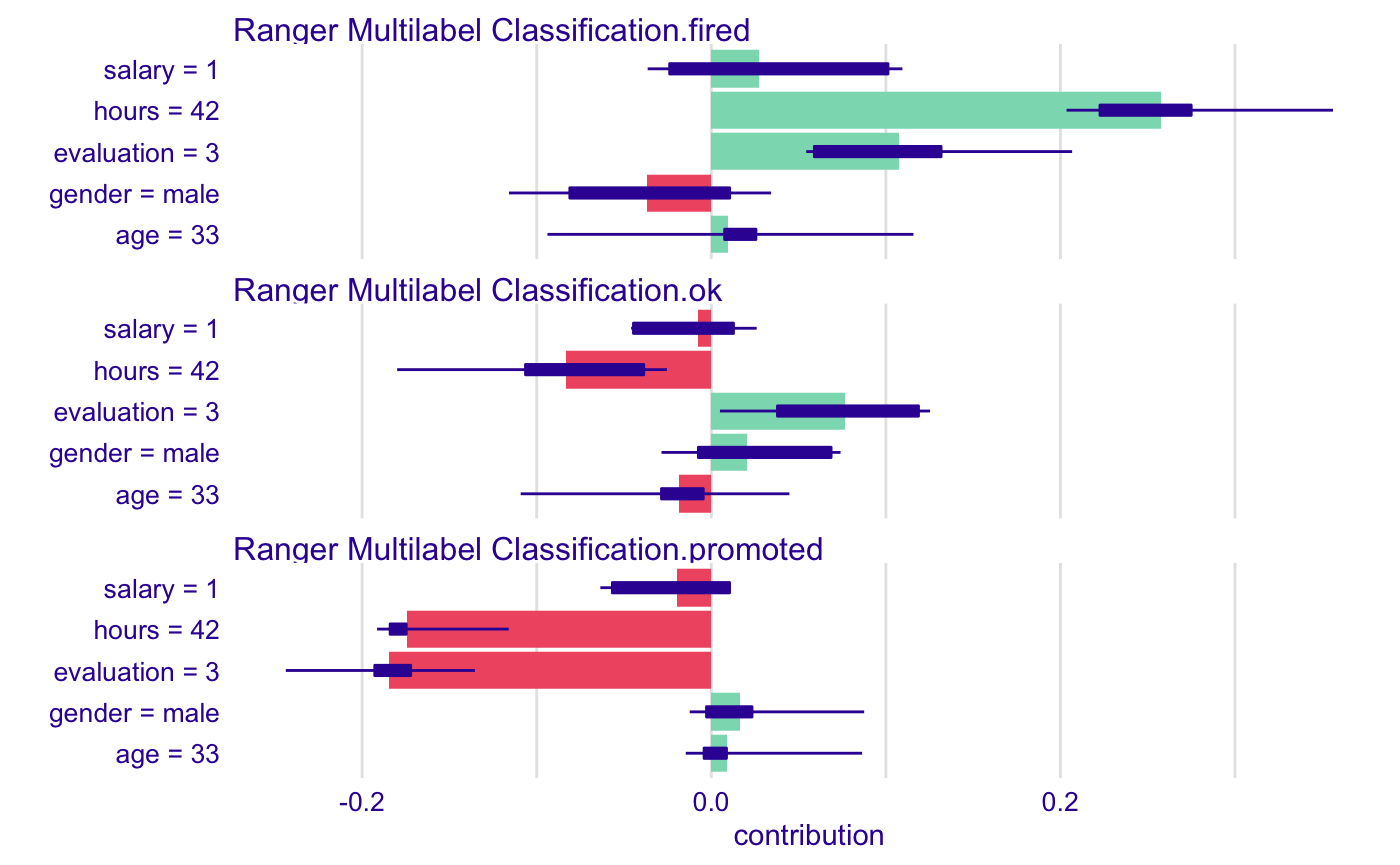 Ranger Multilabel Classification.fired
salary = 1
hours = 42
evaluation = 3
gender = male
age = 33
Ranger Multilabel Classification.ok
salary = 1
hours = 42
evaluation = 3
gender = male
age = 33
Ranger Multilabel Classification.promoted
salary = 1
hours = 42
evaluation = 3
gender = male
age = 33
-0.2 0.0 0.2
contribution